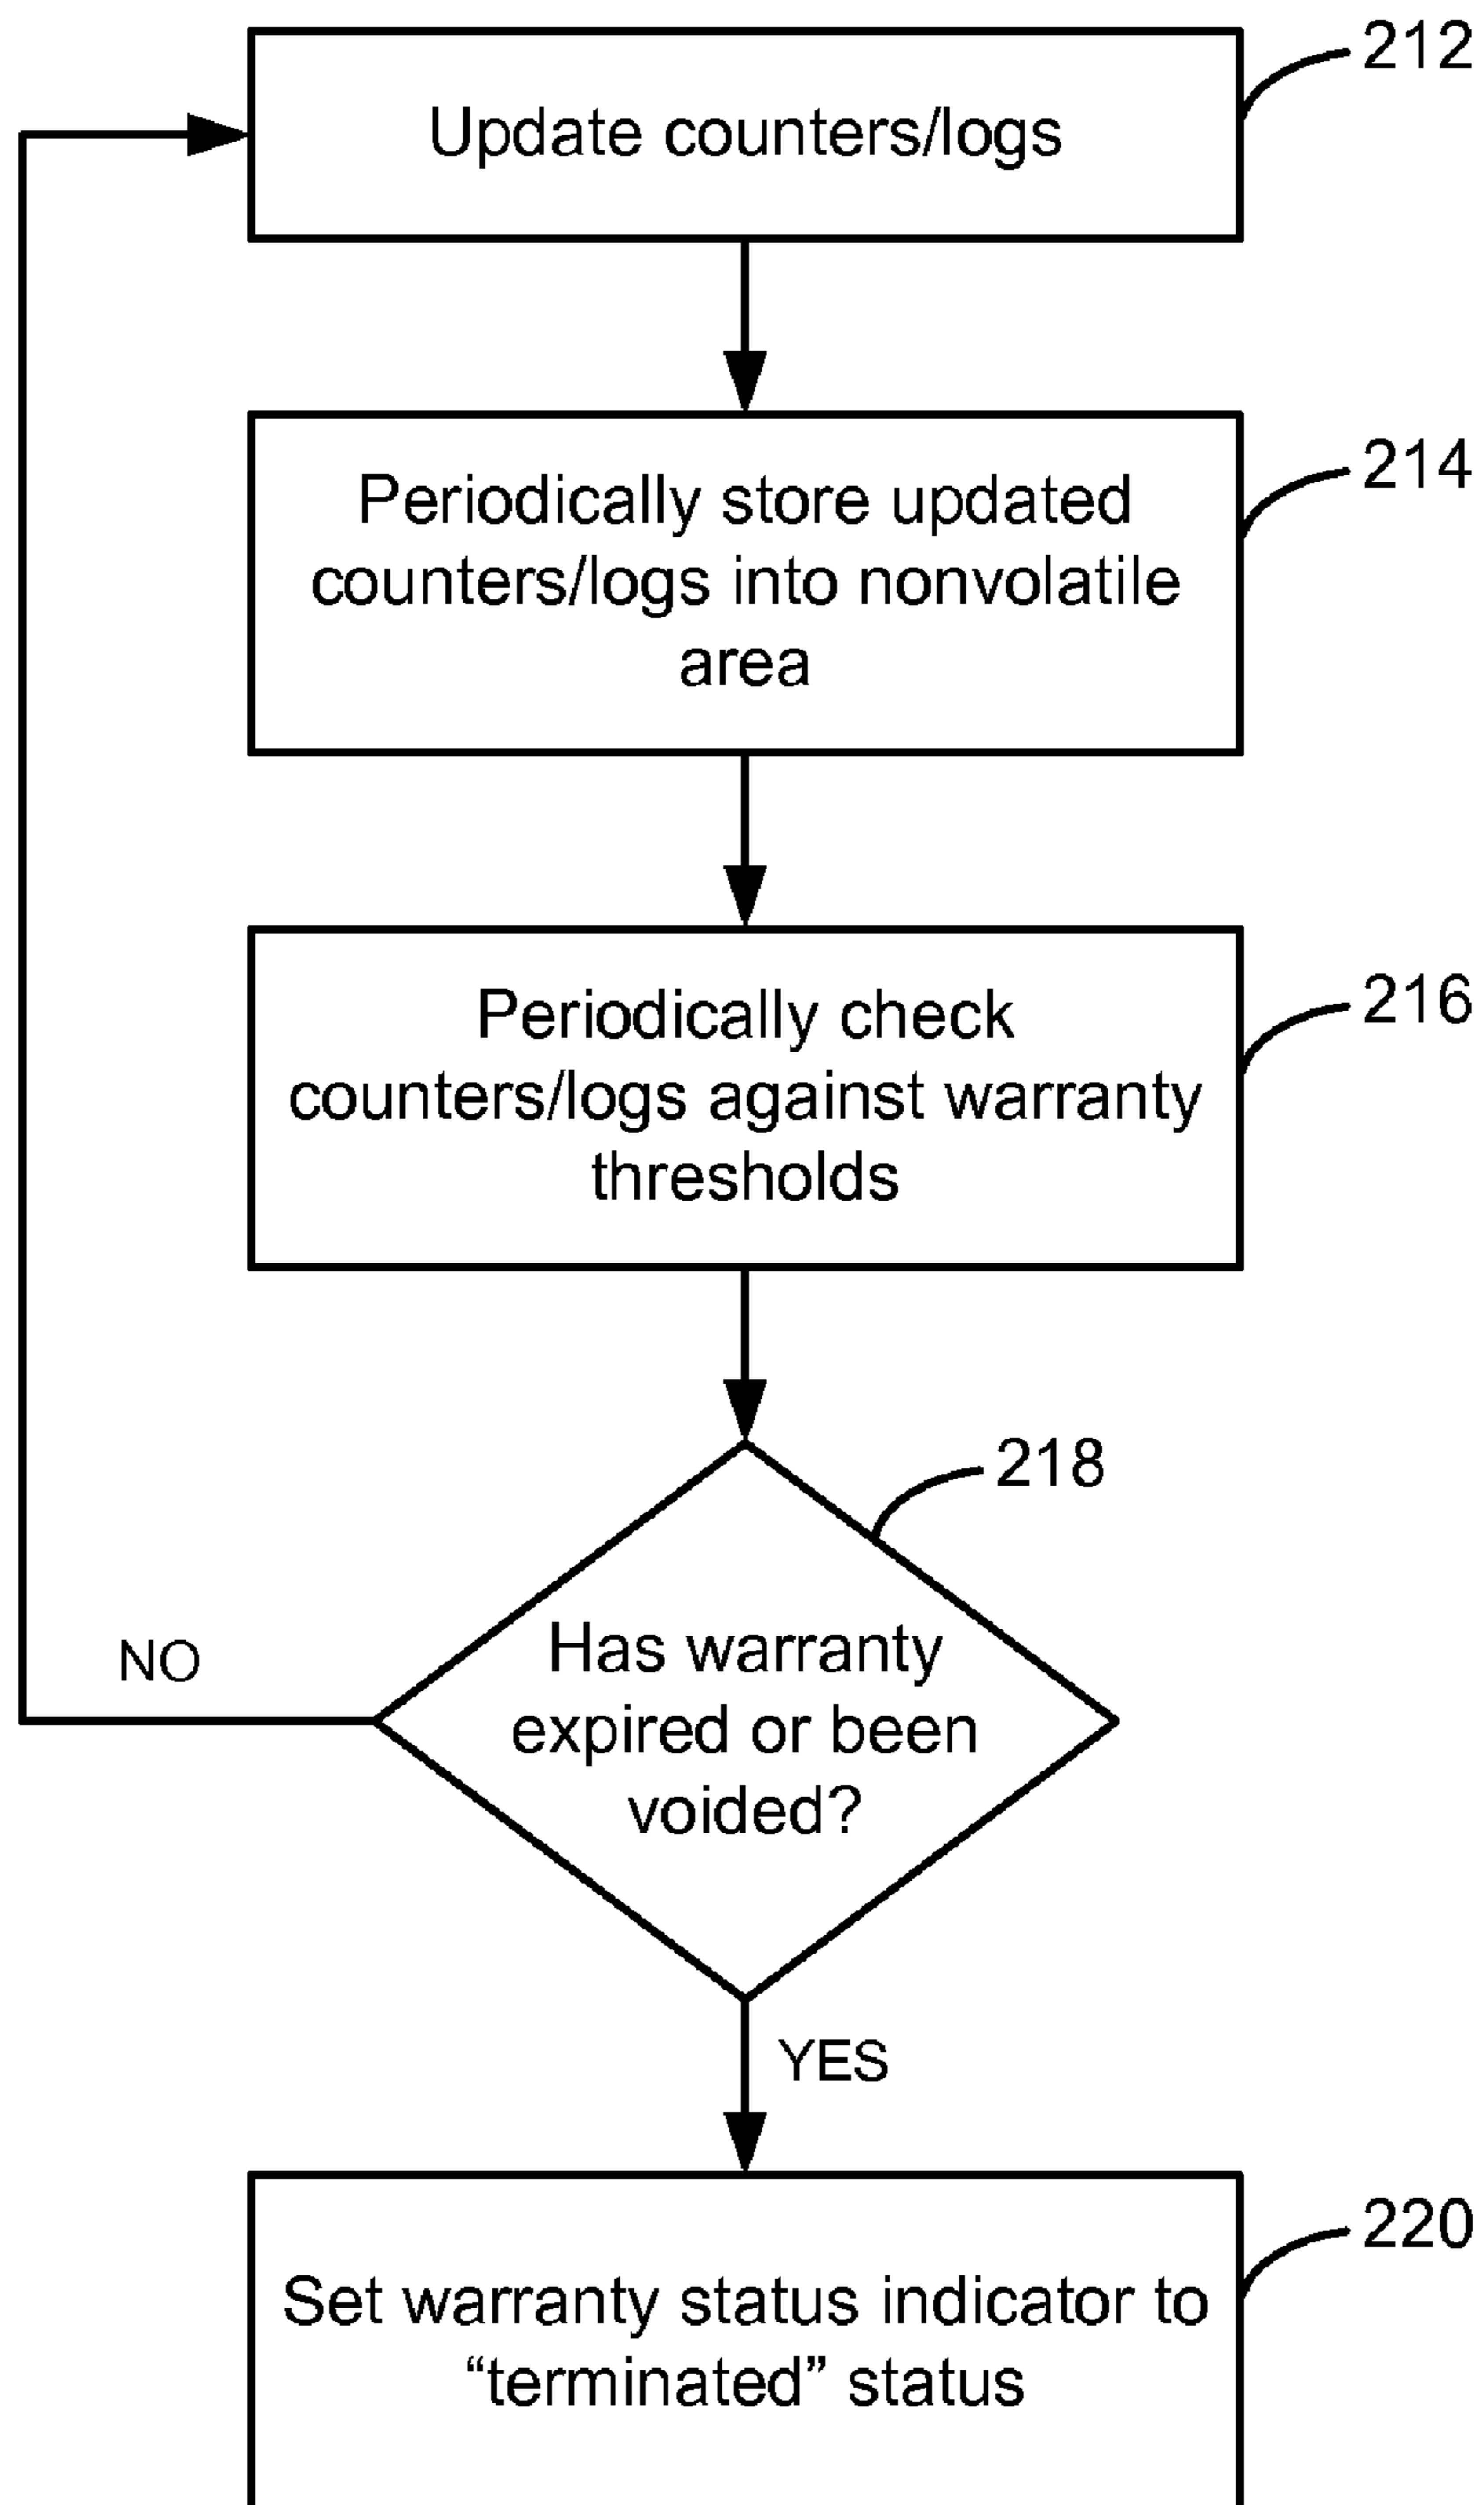 212
Update counters/logs
214
Periodically store updated
counters/logs into nonvolatile
area
216
Periodically check
counters/logs against warranty
thresholds
218
Has warranty
expired or been
voided?
NO
YES
220
Set warranty status indicator to
“terminated” status